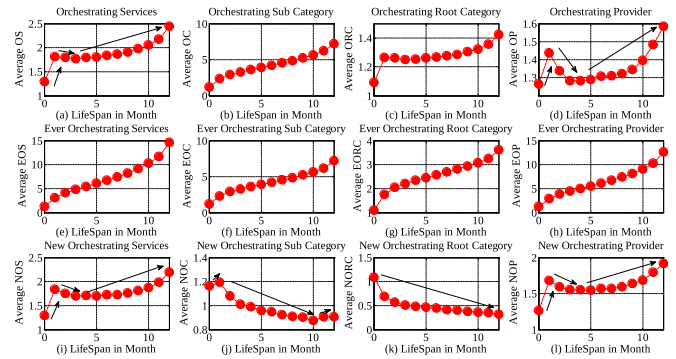 Orchestrating Services
Orchestrating Sub Category
Orchestrating Root Category
Orchestrating Provider
Average OS
2.5
2
1.5
1
0 5 10
(a) LifeSpan in Month
Average OC
10
5
0
0 5 10
(b) LifeSpan in Month
Average ORC
1.5
1.4
1.3
1.2
1.1
1
0 5 10
(c) LifeSpan in Month
Average OP
1.6
1.5
1.4
1.3
0 5 10
(d) LifeSpan in Month
Ever Orchestrating Services
Ever Orchestrating Sub Category
Ever Orchestrating Root Category
Ever Orchestrating Provider
Average EOS
15
10
5
0
0 5 10
(e) LifeSpan in Month
Average EOC
10
5
0
0 5 10
(f) LifeSpan in Month
Average EORC
4
3
2
1
0 5 10
(g) LifeSpan in Month
Average EOP
15
10
5
0
0 5 10
(h) LifeSpan in Month
New Orchestrating Services
New Orchestrating Sub Category
New Orchestrating Root Category
New Orchestrating Provider
Average NOS
2.5
2
1.5
1
0 5 10
(i) LifeSpan in Month
Average NOC
1.4
1.2
1
0.8
0 5 10
(j) LifeSpan in Month
Average NORC
1.5
1
0.5
0
0 5 10
(k) LifeSpan in Month
Average NOP
2
1.5
1
0 5 10
(l) LifeSpan in Month